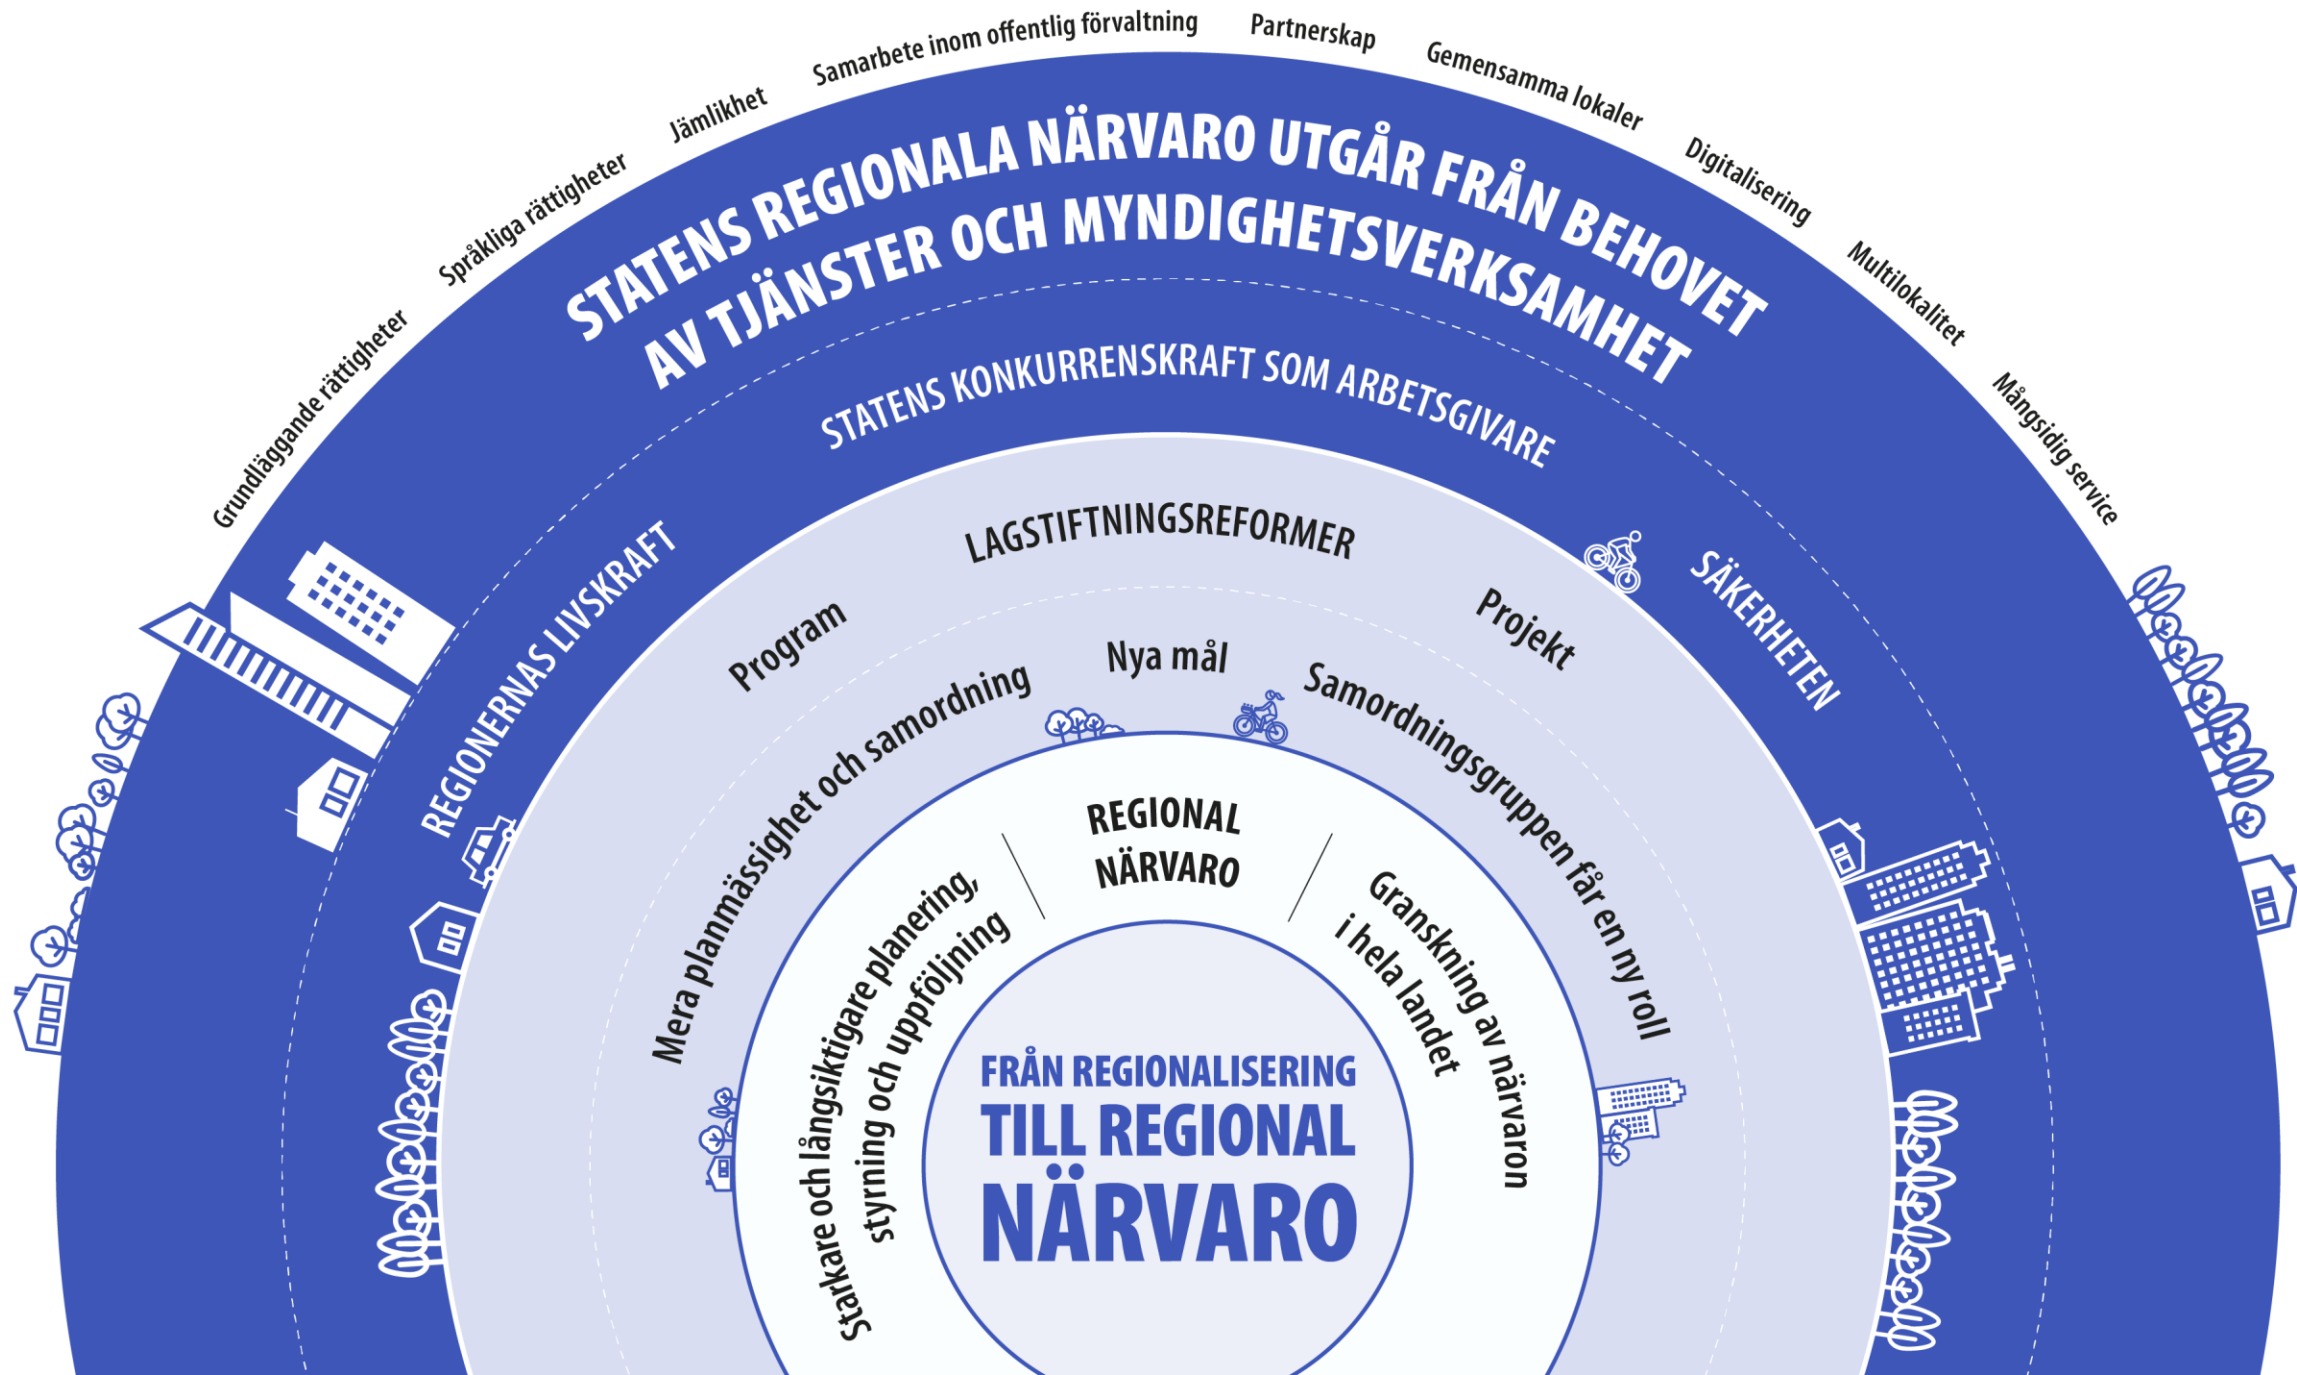 Grundläggande rättigheter
Språkliga rättigheter
Jämlikhet
Samarbete inom offentlig förvaltning
Partnerskap
Gemensamma lokaler
Digitalisering
Multilokalitet
Mångsidig service
STATENS REGIONALA NÄRVARO UTGÅR FRÅN BEHOVET
AV TJÄNSTER OCH MYNDIGHETSVERKSAMHET
REGIONERNAS LIVSKRAFT
STATENS KONKURRENSKRAFT SOM ARBETSGIVARE
SÄKERHETEN
LAGSTIFTNINGSREFORMER
Program
Projekt
Mera planmässighet och samordning
Nya mål
Samordningsgruppen får en ny roll
Starkare och långsiktigare planering,
styrning och uppföljning
REGIONAL
NÄRVARO
Granskning av närvaron
i hela landet
FRÅN REGIONALISERING
TILL REGIONAL
NÄRVARO